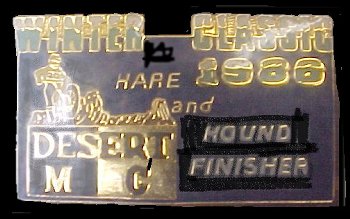 WINTER CLASSIC
HARE 1986
and
DESERT HOUND
M C FINISHER